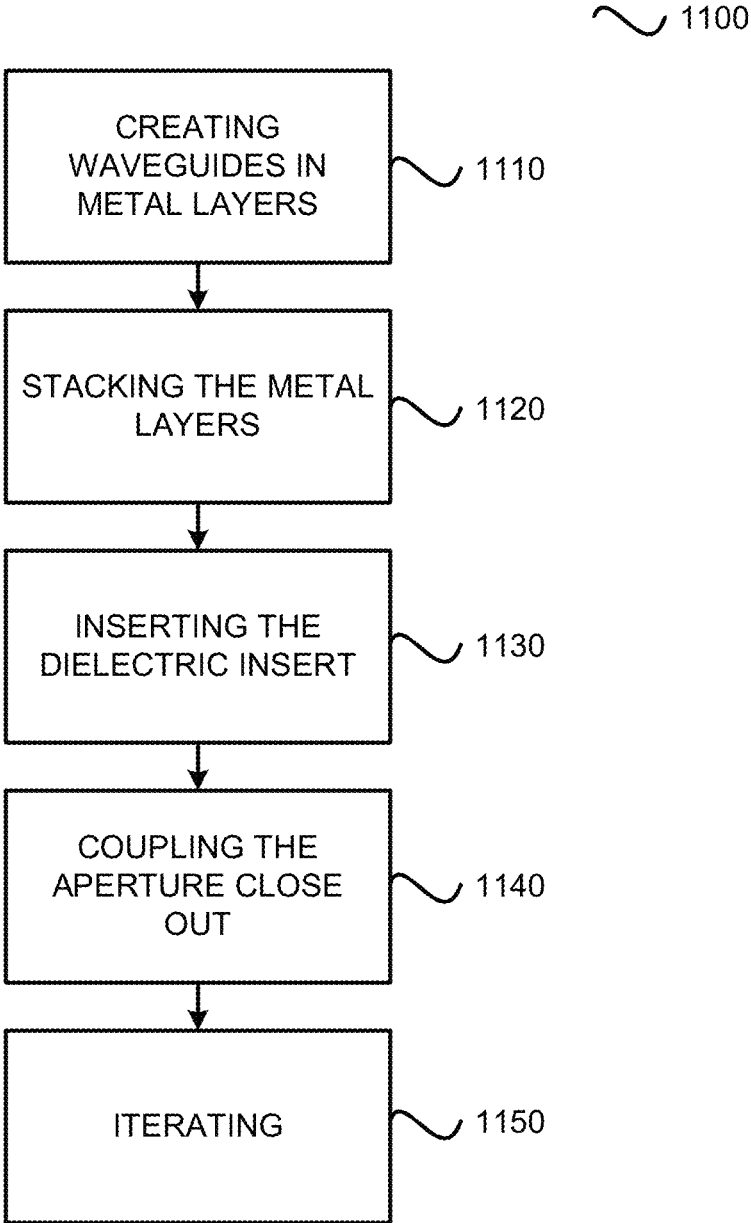 1100
CREATING
WAVEGUIDES IN
METAL LAYERS
1110
STACKING THE METAL
LAYERS
1120
INSERTING THE
DIELECTRIC INSERT
1130
COUPLING THE
APERTURE CLOSE
OUT
1140
ITERATING
1150